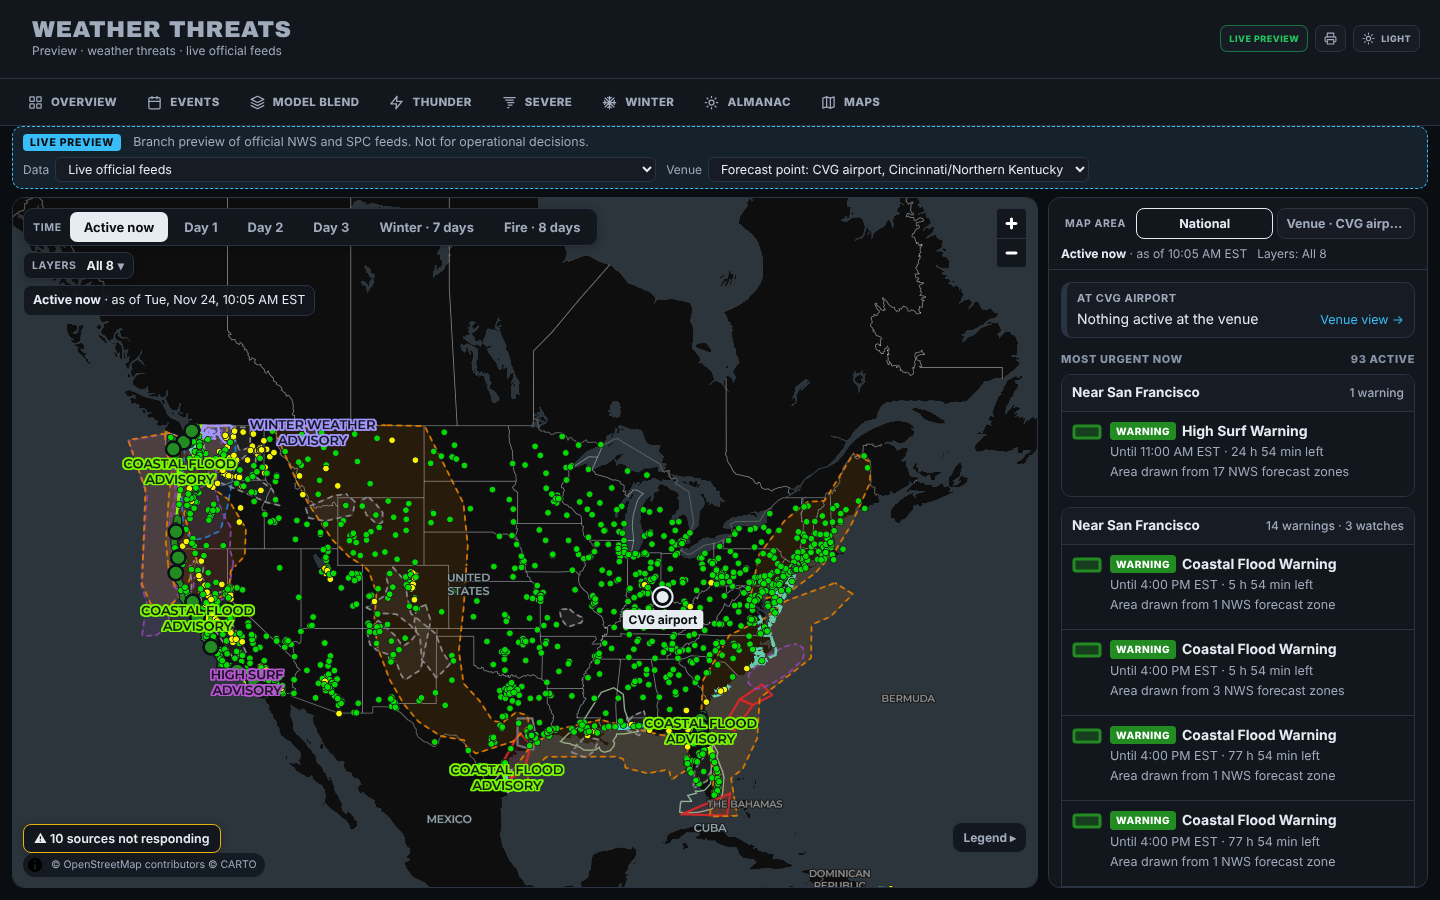 WEATHER THREATS
Preview · weather threats · live official feeds
LIVE PREVIEW
LIGHT
OVERVIEW
EVENTS
MODEL BLEND
THUNDER
SEVERE
WINTER
ALMANAC
MAPS
LIVE PREVIEW Branch preview of official NWS and SPC feeds. Not for operational decisions.
Data Live official feeds Venue Forecast point: CVG airport, Cincinnati/Northern Kentucky
TIME Active now Day 1 Day 2 Day 3 Winter · 7 days Fire · 8 days
LAYERS All 8 ▾
Active now · as of Tue, Nov 24, 10:05 AM EST
+
−
WINTER WEATHER
ADVISORY
COASTAL FLOOD
ADVISORY
UNITED
STATES
CVG airport
COASTAL FLOOD
ADVISORY
HIGH SURF
ADVISORY
BERMUDA
COASTAL FLOOD
ADVISORY
COASTAL FLOOD
ADVISORY
THE BAHAMAS
MEXICO
CUBA
DOMINICAN
REPUBLIC
⚠ 10 sources not responding
© OpenStreetMap contributors © CARTO
Legend ▸
MAP AREA National Venue · CVG airp...
Active now · as of 10:05 AM EST Layers: All 8
AT CVG AIRPORT
Nothing active at the venue Venue view →
MOST URGENT NOW 93 ACTIVE
Near San Francisco 1 warning
WARNING High Surf Warning
Until 11:00 AM EST · 24 h 54 min left
Area drawn from 17 NWS forecast zones
Near San Francisco 14 warnings · 3 watches
WARNING Coastal Flood Warning
Until 4:00 PM EST · 5 h 54 min left
Area drawn from 1 NWS forecast zone
WARNING Coastal Flood Warning
Until 4:00 PM EST · 5 h 54 min left
Area drawn from 3 NWS forecast zones
WARNING Coastal Flood Warning
Until 4:00 PM EST · 77 h 54 min left
Area drawn from 1 NWS forecast zone
WARNING Coastal Flood Warning
Until 4:00 PM EST · 77 h 54 min left
Area drawn from 1 NWS forecast zone